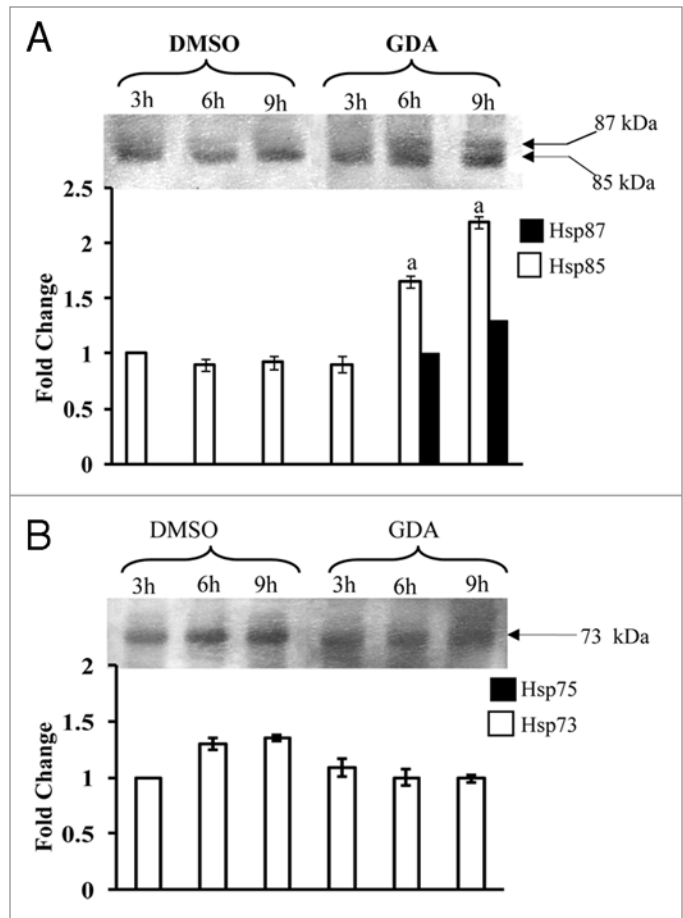 A
DMSO GDA
3h 6h 9h 3h 6h 9h
87 kDa
85 kDa
2.5
2
1.5
1
0.5
0
Fold Change
a
a
Hsp87
Hsp85
B
DMSO GDA
3h 6h 9h 3h 6h 9h
73 kDa
2
1.5
1
0.5
0
Fold Change
Hsp75
Hsp73